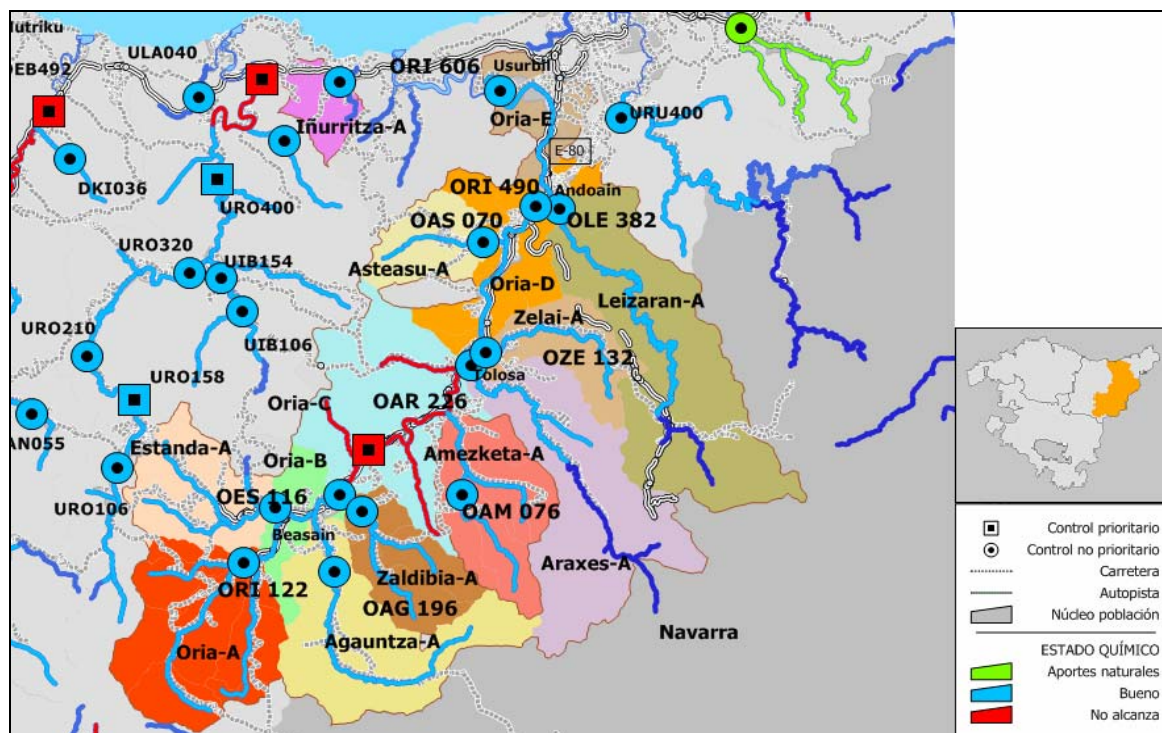 Mutriku
DEB492
ULA040
ORI 606
Usurbil
Iñurritza-A
Oria-E
URU400
E-80
DKI036
URO400
ORI 490
Andoain
OLE 382
OAS 070
Asteasu-A
URO320
UIB154
Oria-D
Leizaran-A
Zelai-A
URO210
UIB106
OZE 132
Tolosa
URO158
Oria-C
OAR 226
AN055
Estanda-A
Oria-B
Amezketa-A
URO106
OES 116
OAM 076
Beasain
Araxes-A
ORI 122
Zaldibia-A
OAG 196
Navarra
Oria-A
Agauntza-A
Control prioritario
Control no prioritario
Carretera
Autopista
Núcleo población
ESTADO QUÍMICO
Aportes naturales
Bueno
No alcanza